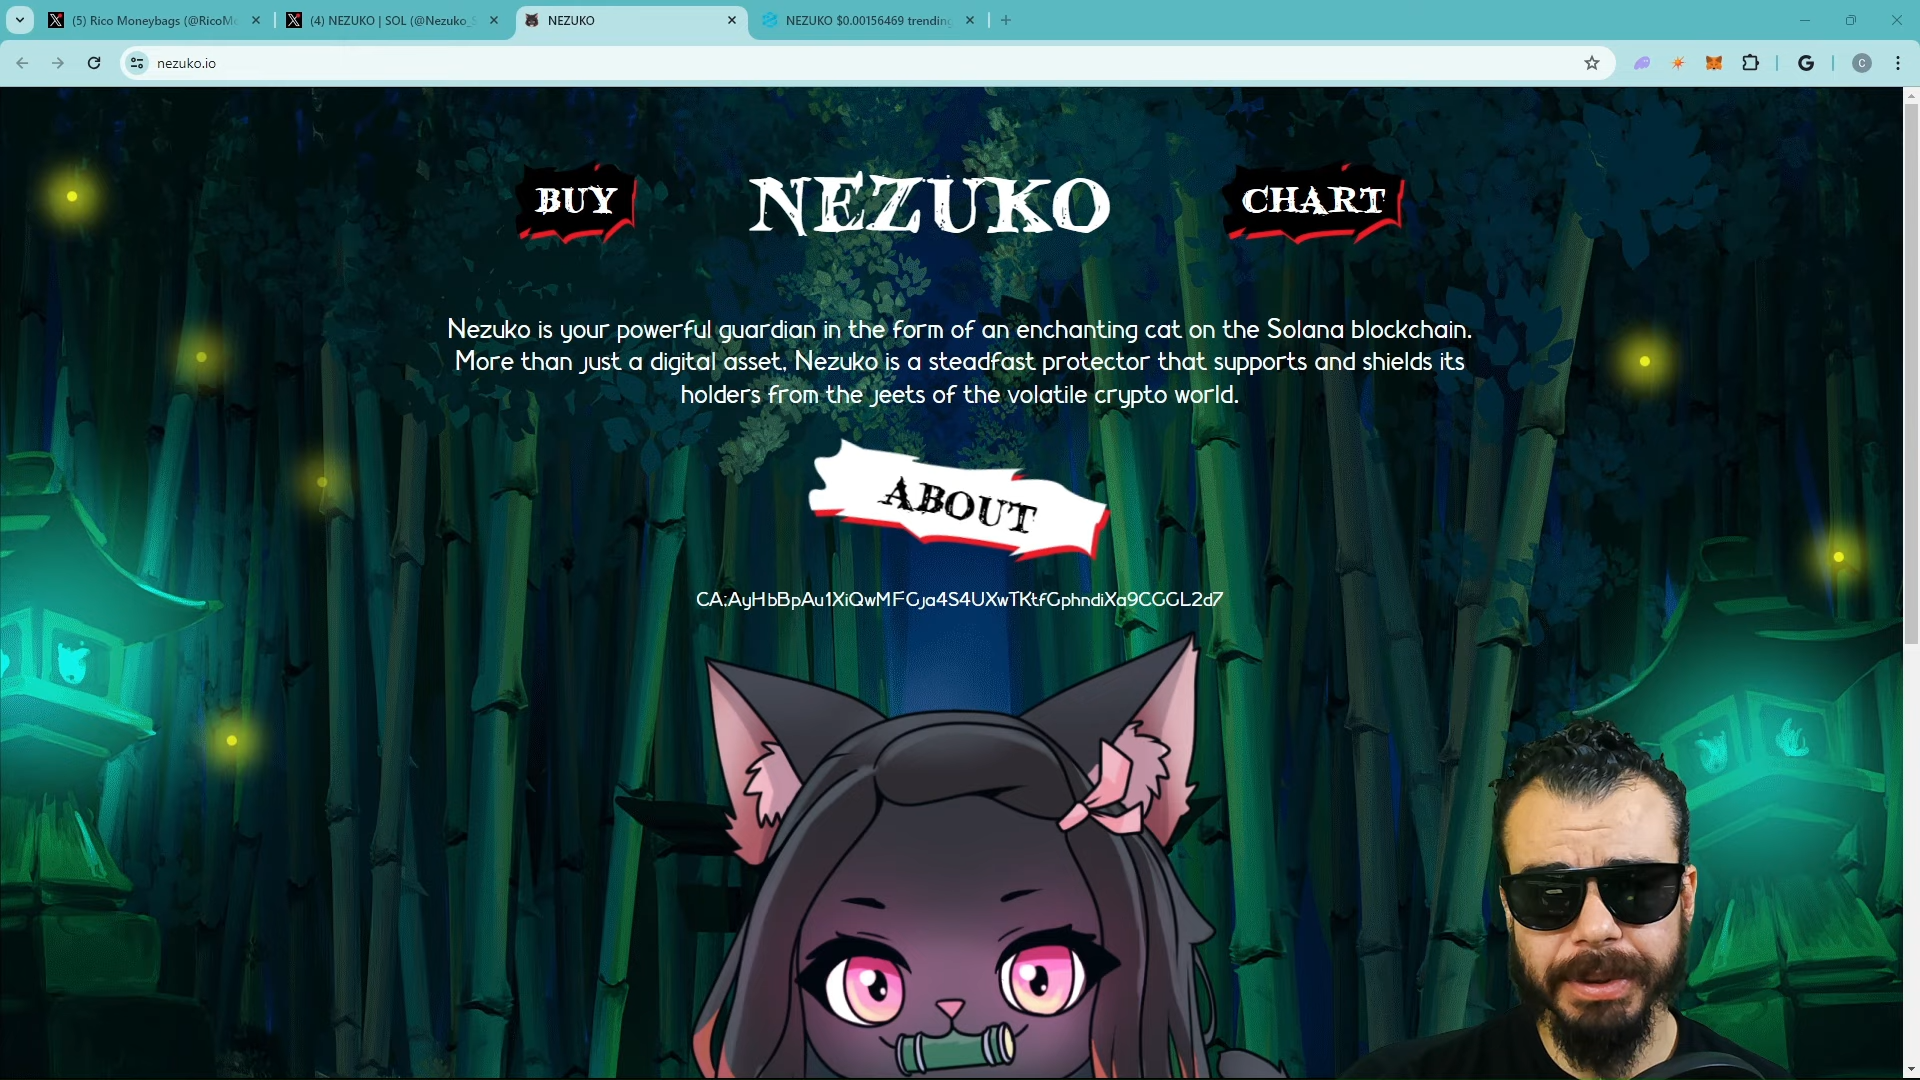 (5) Rico Moneybags (@RicoM
(4) NEZUKO | SOL (@Nezuko_S
NEZUKO
NEZUKO $0.00156469 trending
nezuko.io
G
C
BUY
NEZUKO
CHART
Nezuko is your powerful guardian in the form of an enchanting cat on the Solana blockchain.
More than just a digital asset, Nezuko is a steadfast protector that supports and shields its
holders from the jeets of the volatile crypto world.
ABOUT
CA:AyHbBpAu1XiQwMFGja4S4UXwTKtfGphndiXa9CGGL2d7